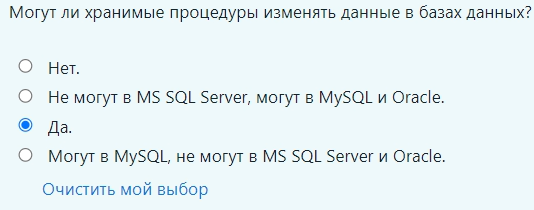 Могут ли хранимые процедуры изменять данные в базах данных?
Нет.
Не могут в MS SQL Server, могут в MySQL и Oracle.
Да.
Могут в MySQL, не могут в MS SQL Server и Oracle.
Очистить мой выбор